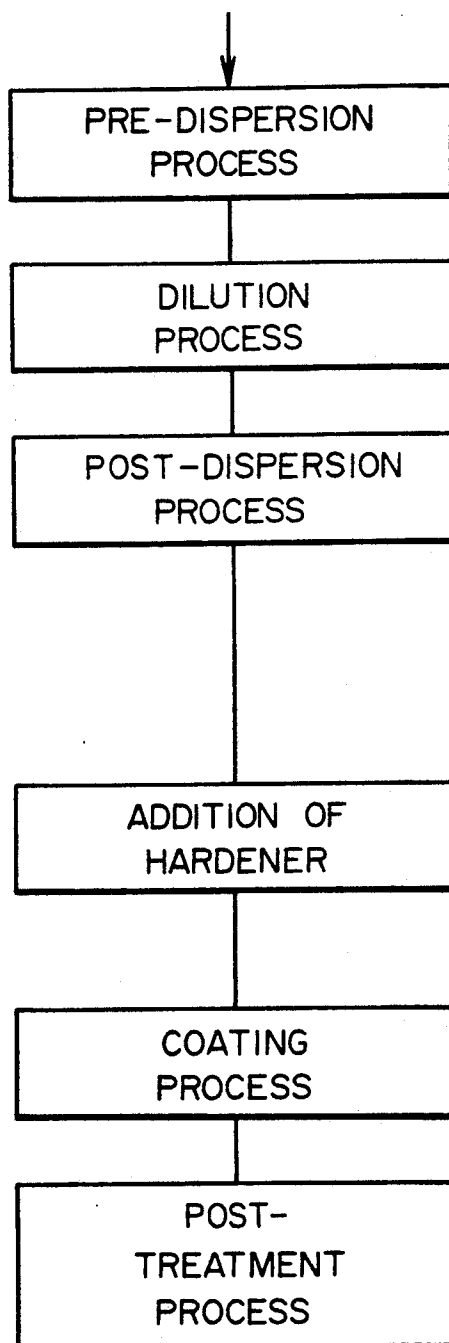 PRE-DISPERSION
PROCESS
DILUTION
PROCESS
POST-DISPERSION
PROCESS
ADDITION OF
HARDENER
COATING
PROCESS
POST-
TREATMENT
PROCESS